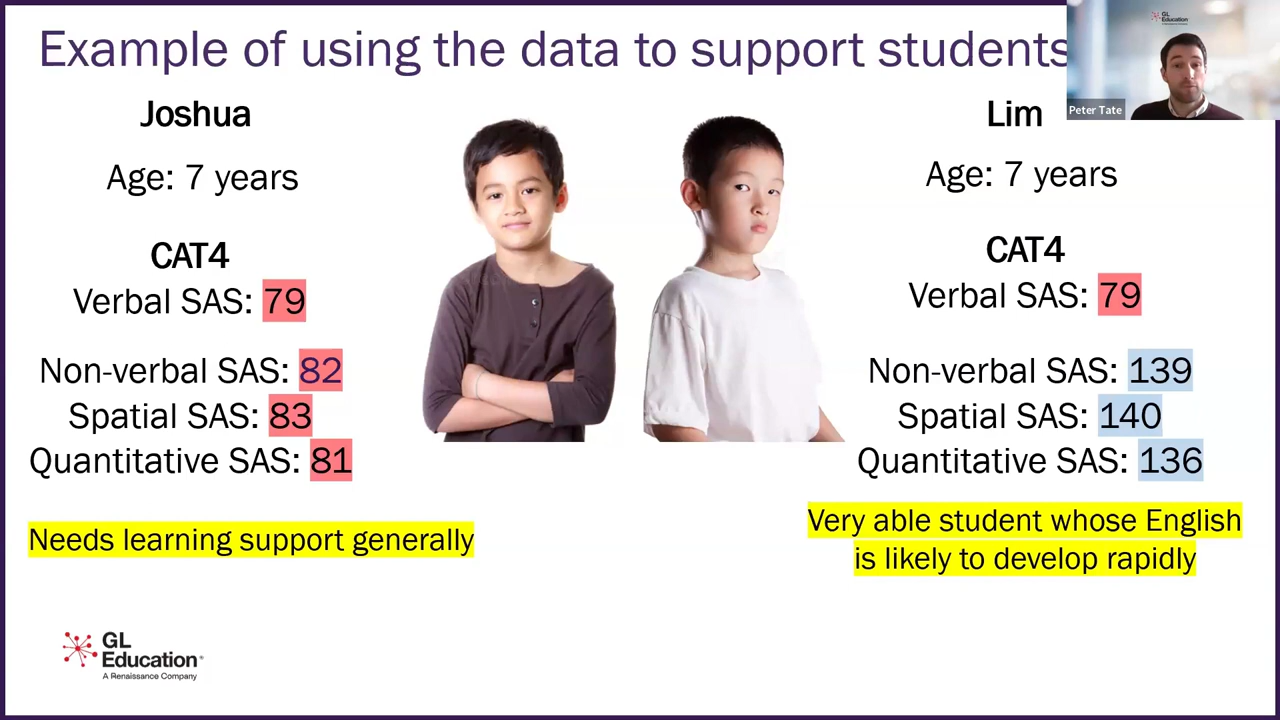 Example of using the data to support students
GL
Education
Peter Tate
Joshua
Age: 7 years
CAT4
Verbal SAS: 79
Non-verbal SAS: 82
Spatial SAS: 83
Quantitative SAS: 81
Needs learning support generally
Lim
Age: 7 years
CAT4
Verbal SAS: 79
Non-verbal SAS: 139
Spatial SAS: 140
Quantitative SAS: 136
Very able student whose English
is likely to develop rapidly
GL
Education
A Renaissance Company